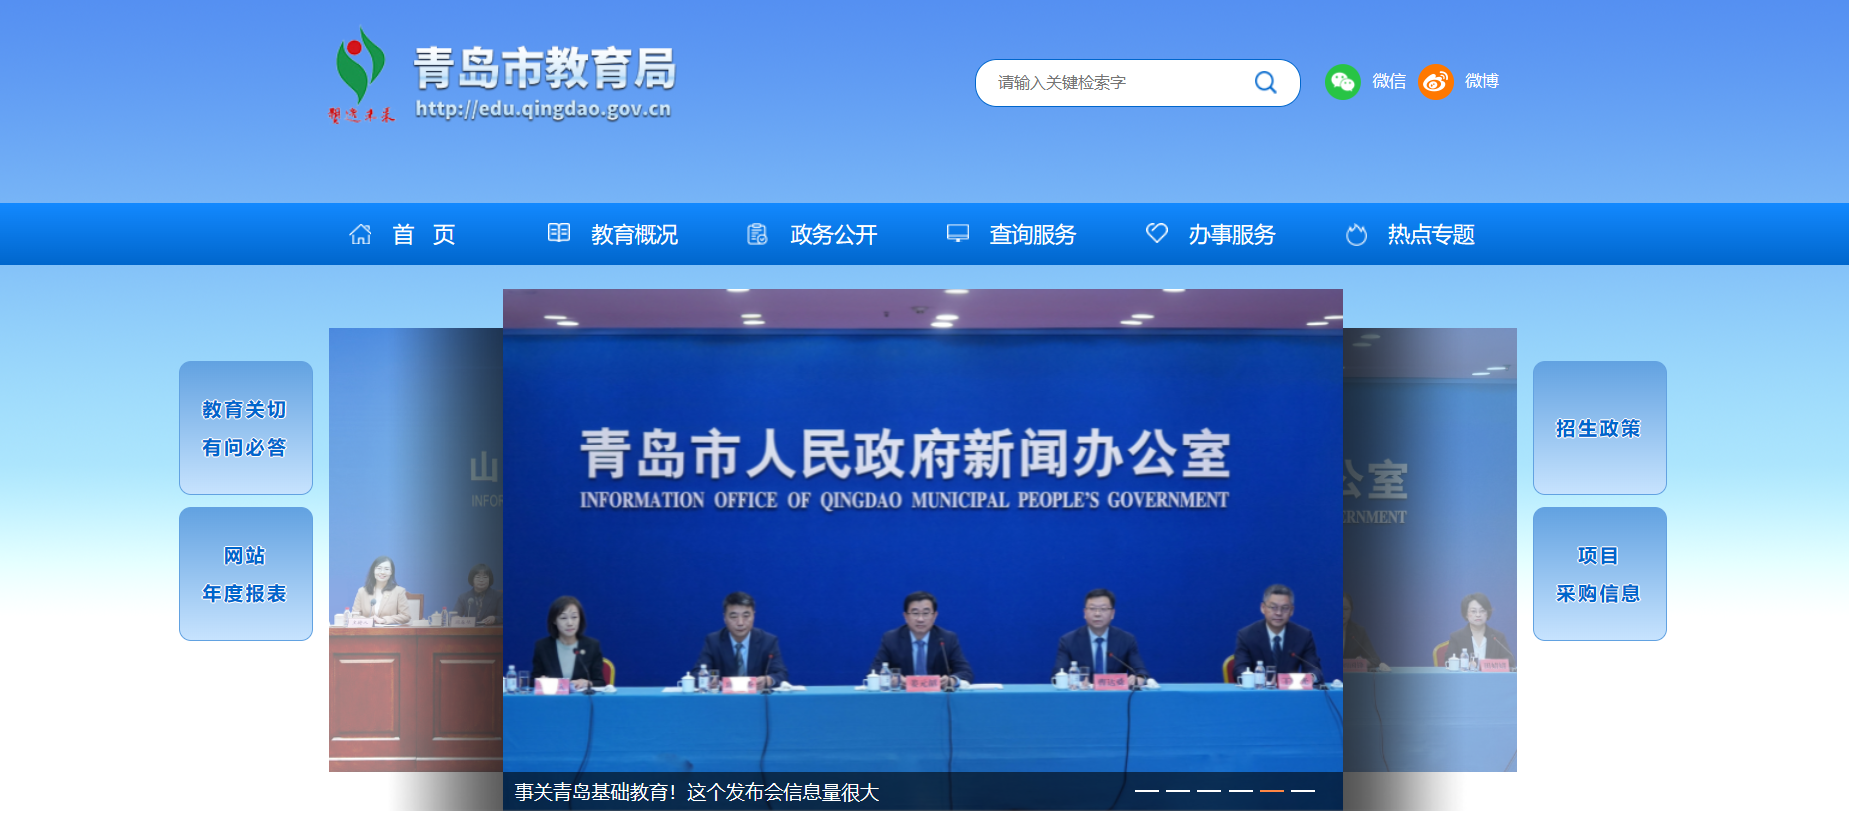 青岛市教育局
http://edu.qingdao.gov.cn
塑造未来
请输入关键检索字
微信
微博
首 页
教育概况
政务公开
查询服务
办事服务
热点专题
教育关切
有问必答
网站
年度报表
山
INFOR
青岛市人民政府新闻办公室
INFORMATION OFFICE OF QINGDAO MUNICIPAL PEOPLE'S GOVERNMENT
公室
ERNMENT
招生政策
项目
采购信息
事关青岛基础教育！这个发布会信息量很大